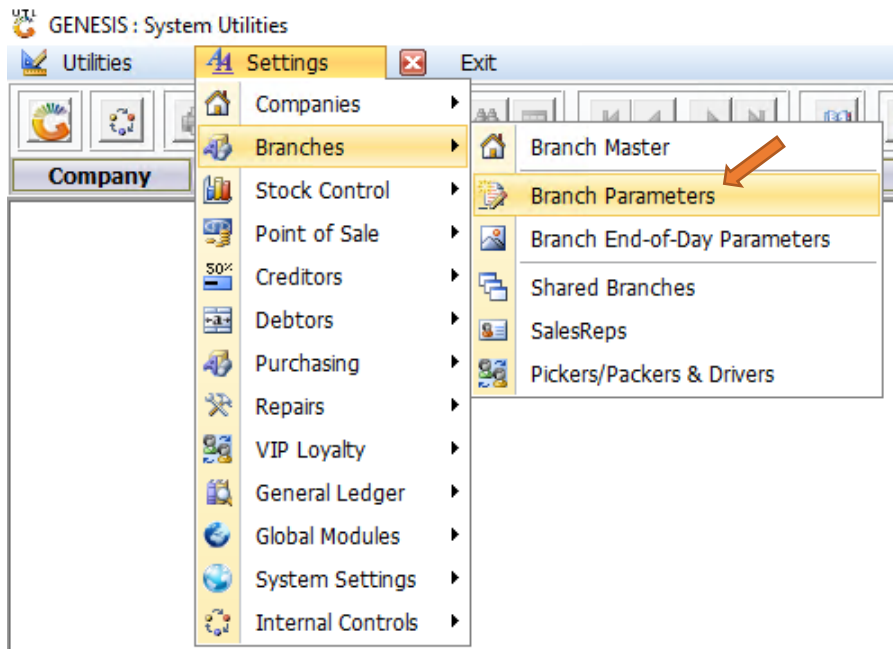 UTL
GENESIS : System Utilities
Utilities
Settings
Exit
Companies
Branches
Branch Master
Company
Stock Control
Branch Parameters
Point of Sale
Branch End-of-Day Parameters
50%
Creditors
Shared Branches
Debtors
SalesReps
Purchasing
Pickers/Packers & Drivers
Repairs
VIP Loyalty
General Ledger
Global Modules
System Settings
Internal Controls